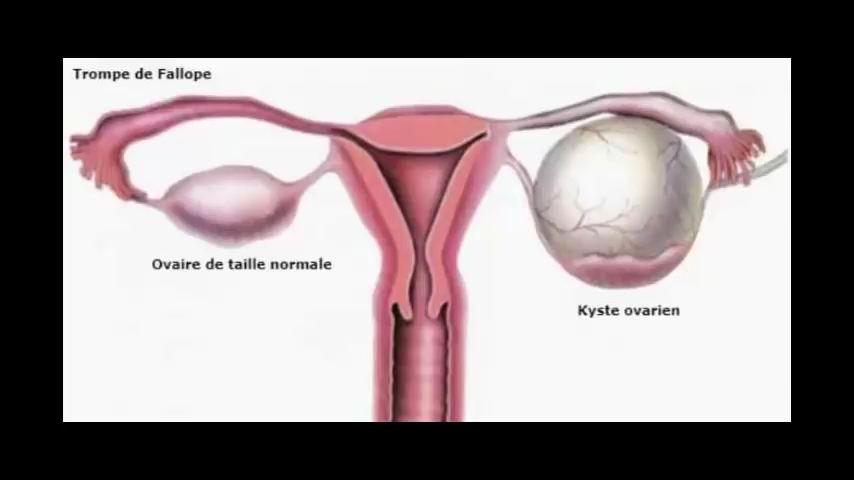 Trompe de Fallope
Ovaire de taille normale
Kyste ovarien